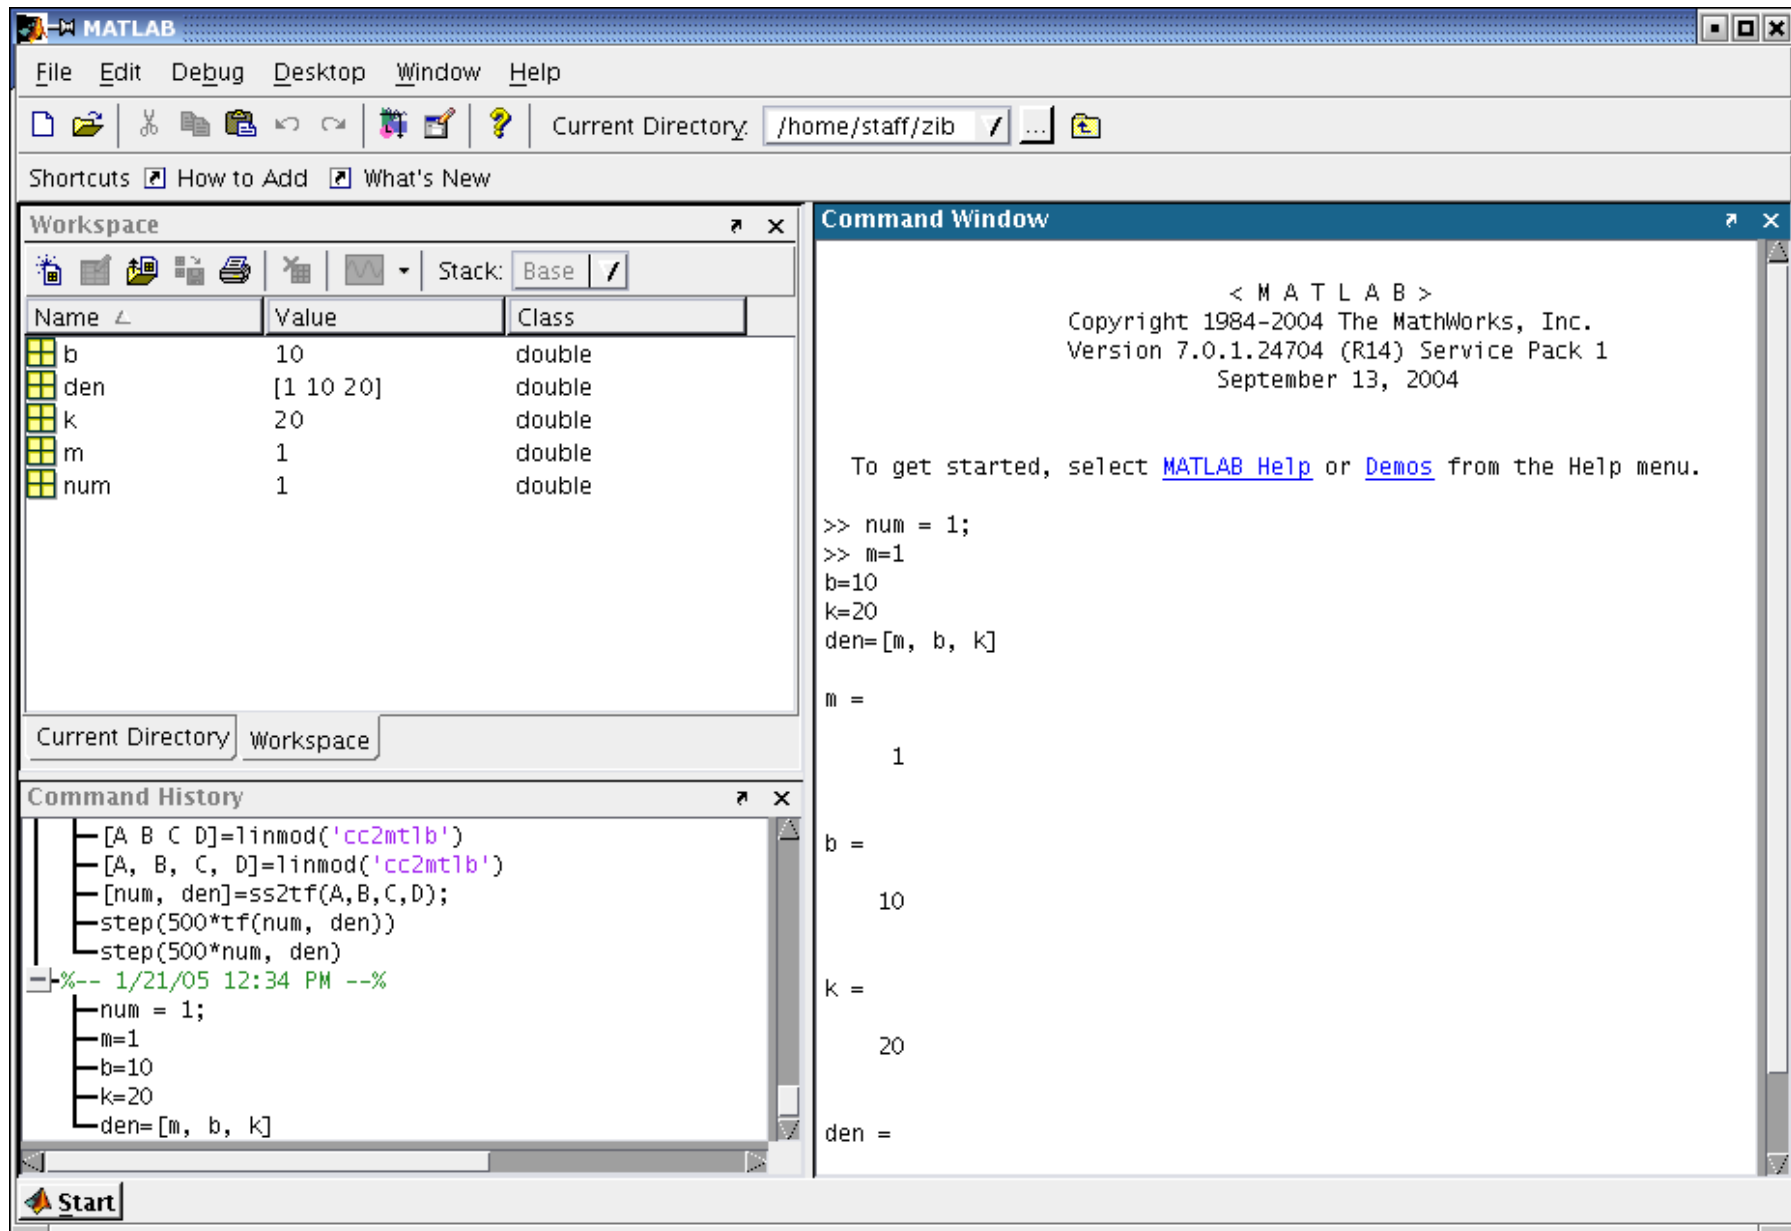 MATLAB
File Edit Debug Desktop Window Help
Current Directory: /home/staff/zib ...
Shortcuts How to Add What's New
Workspace
Stack: Base
Name Value Class
b 10 double
den [1 10 20] double
k 20 double
m 1 double
num 1 double
Current Directory Workspace
Command History
[A B C D]=linmod('cc2mtlb')
[A, B, C, D]=linmod('cc2mtlb')
[num, den]=ss2tf(A,B,C,D);
step(500*tf(num, den))
step(500*num, den)
%-- 1/21/05 12:34 PM --%
num = 1;
m=1
b=10
k=20
den=[m, b, k]
Command Window
< M A T L A B >
Copyright 1984-2004 The MathWorks, Inc.
Version 7.0.1.24704 (R14) Service Pack 1
September 13, 2004
To get started, select MATLAB Help or Demos from the Help menu.
>> num = 1;
>> m=1
b=10
k=20
den=[m, b, k]
m =
1
b =
10
k =
20
den =
Start